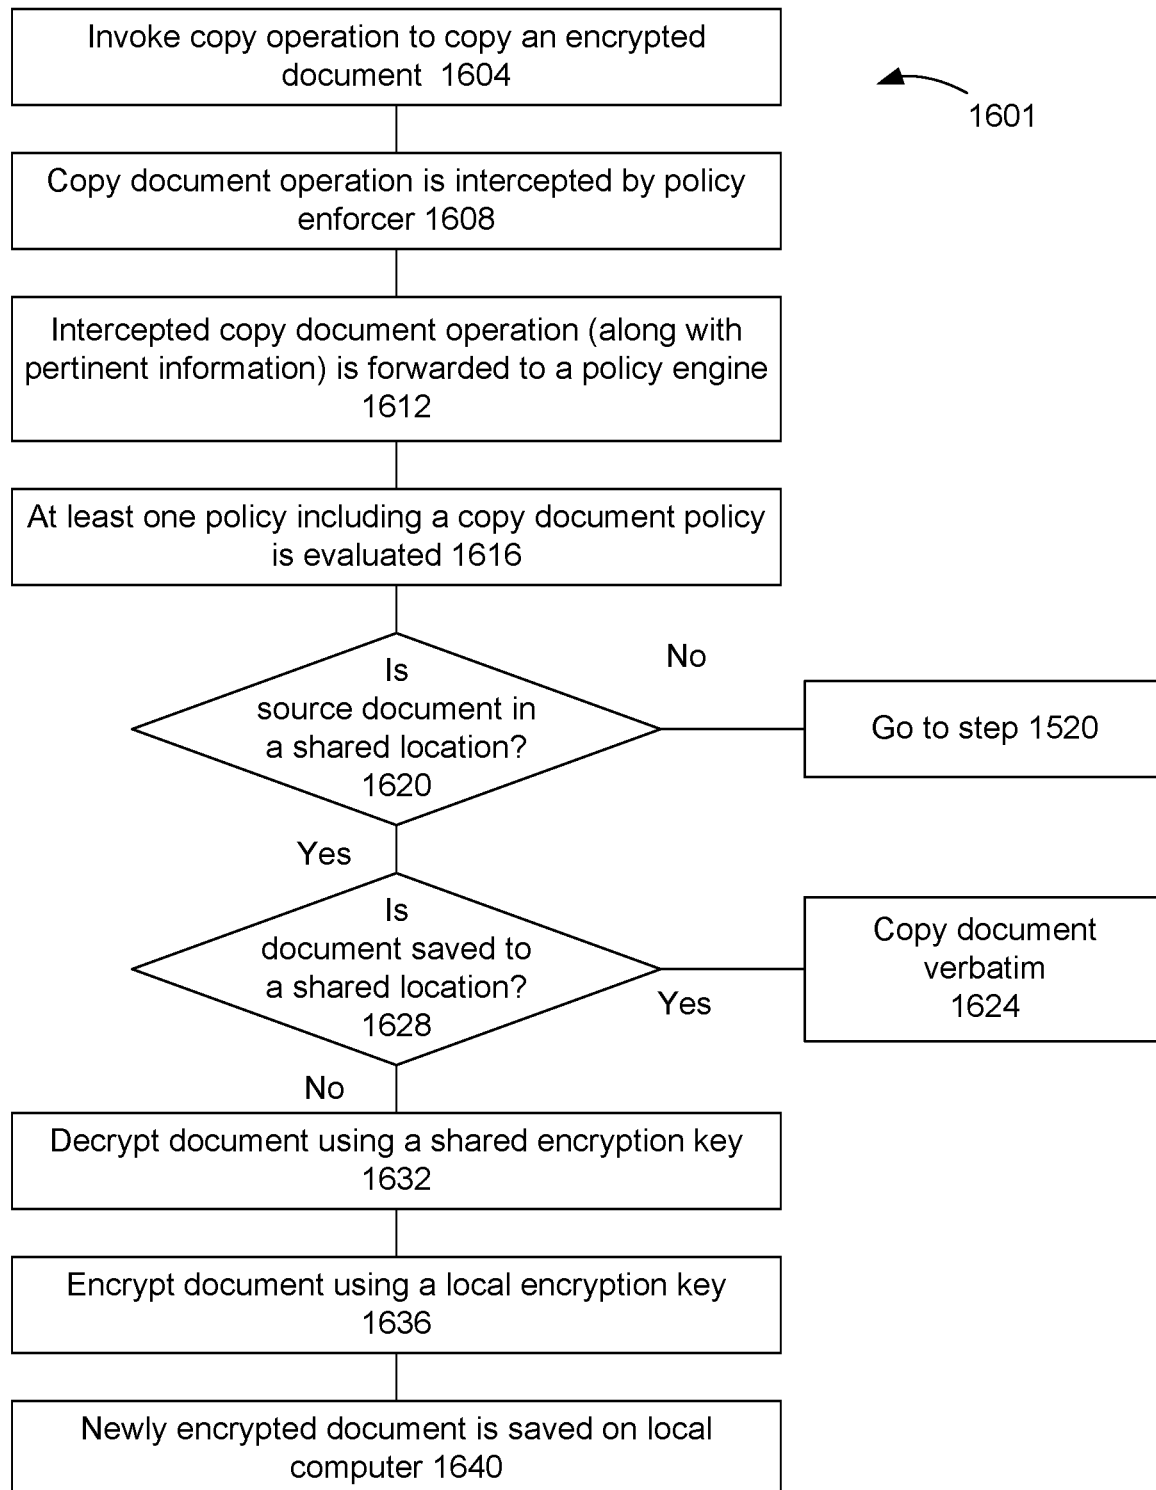 Invoke copy operation to copy an encrypted
document 1604
1601
Copy document operation is intercepted by policy
enforcer 1608
Intercepted copy document operation (along with
pertinent information) is forwarded to a policy engine
1612
At least one policy including a copy document policy
is evaluated 1616
Is
source document in
a shared location?
1620
No
Go to step 1520
Yes
Is
document saved to
a shared location?
1628
Yes
Copy document
verbatim
1624
No
Decrypt document using a shared encryption key
1632
Encrypt document using a local encryption key
1636
Newly encrypted document is saved on local
computer 1640